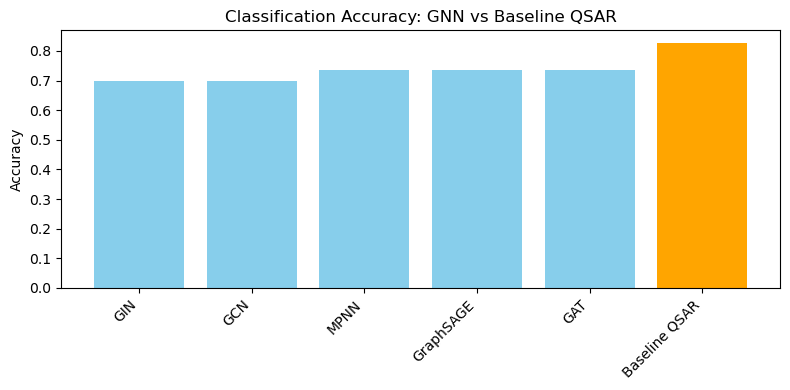 Classification Accuracy: GNN vs Baseline QSAR
Accuracy
0.8
0.7
0.6
0.5
0.4
0.3
0.2
0.1
0.0
GIN
GCN
MPNN
GraphSAGE
GAT
Baseline QSAR